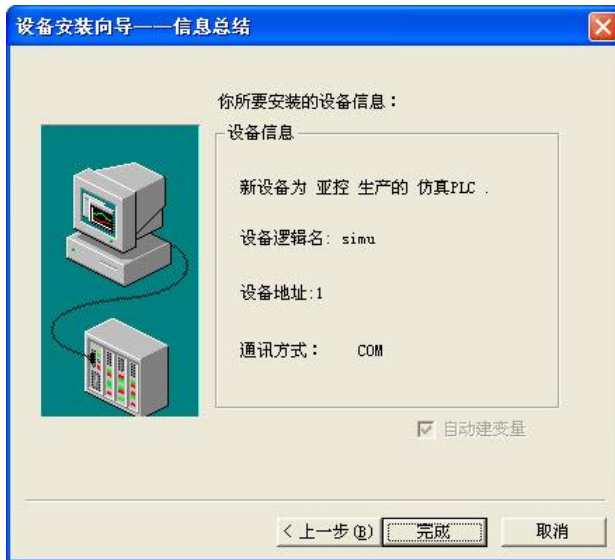 设备安装向导——信息总结
你所要安装的设备信息：
设备信息
新设备为 亚控 生产的 仿真PLC .
设备逻辑名: simu
设备地址:1
通讯方式： COM
自动建变量
< 上一步(B)
完成
取消